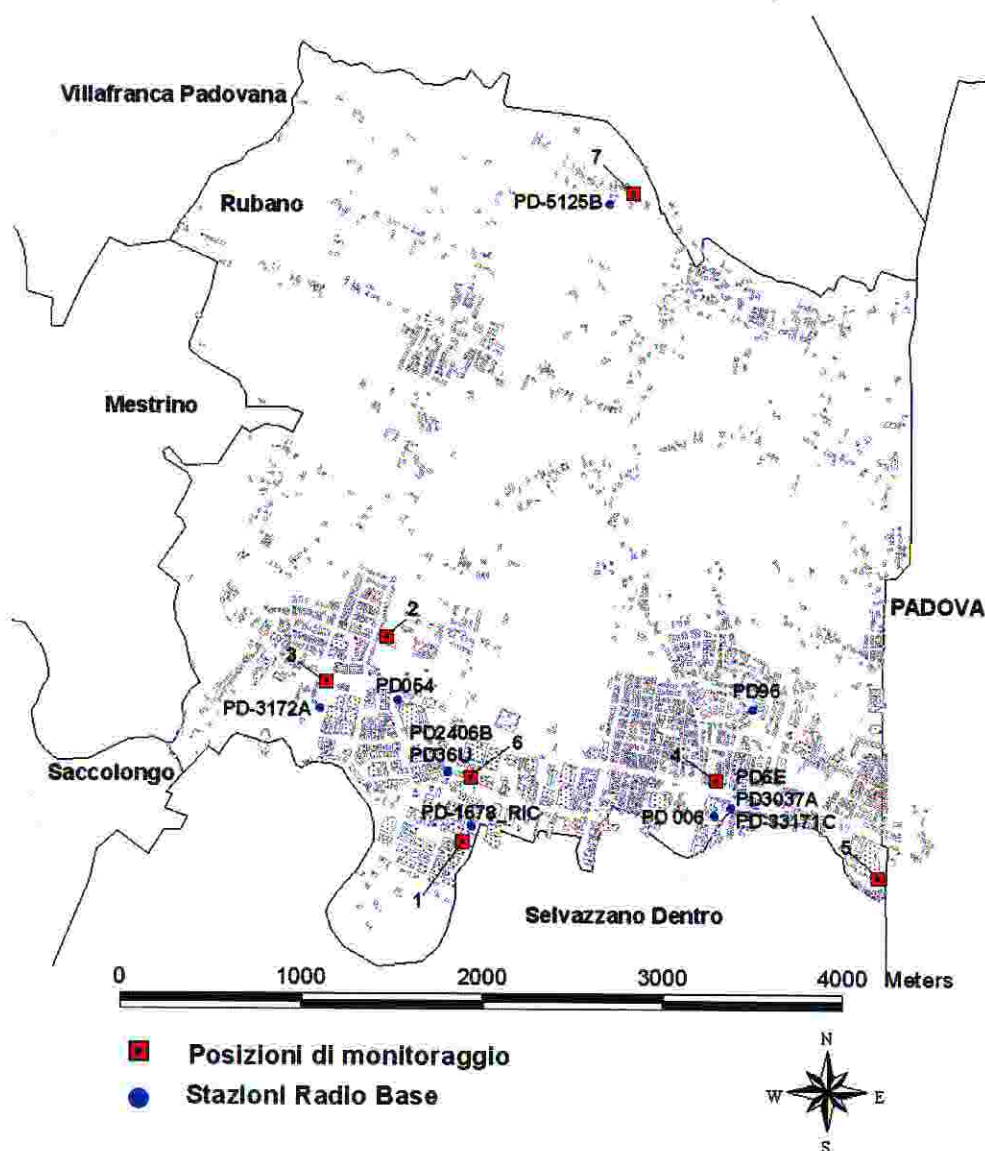 Villafranca Padovana
7
Rubano
PD-5125B
Mestrino
2
PADOVA
3
PD054
PD96
PD-3172A
PD2406B
PD36U
6
4
Saccolongo
PD6E
PD3037A
PD-1678_RIC
PD 006
PD-33171C
5
1
Selvazzano Dentro
0 1000 2000 3000 4000 Meters
Posizioni di monitoraggio
Stazioni Radio Base
N
W E
S